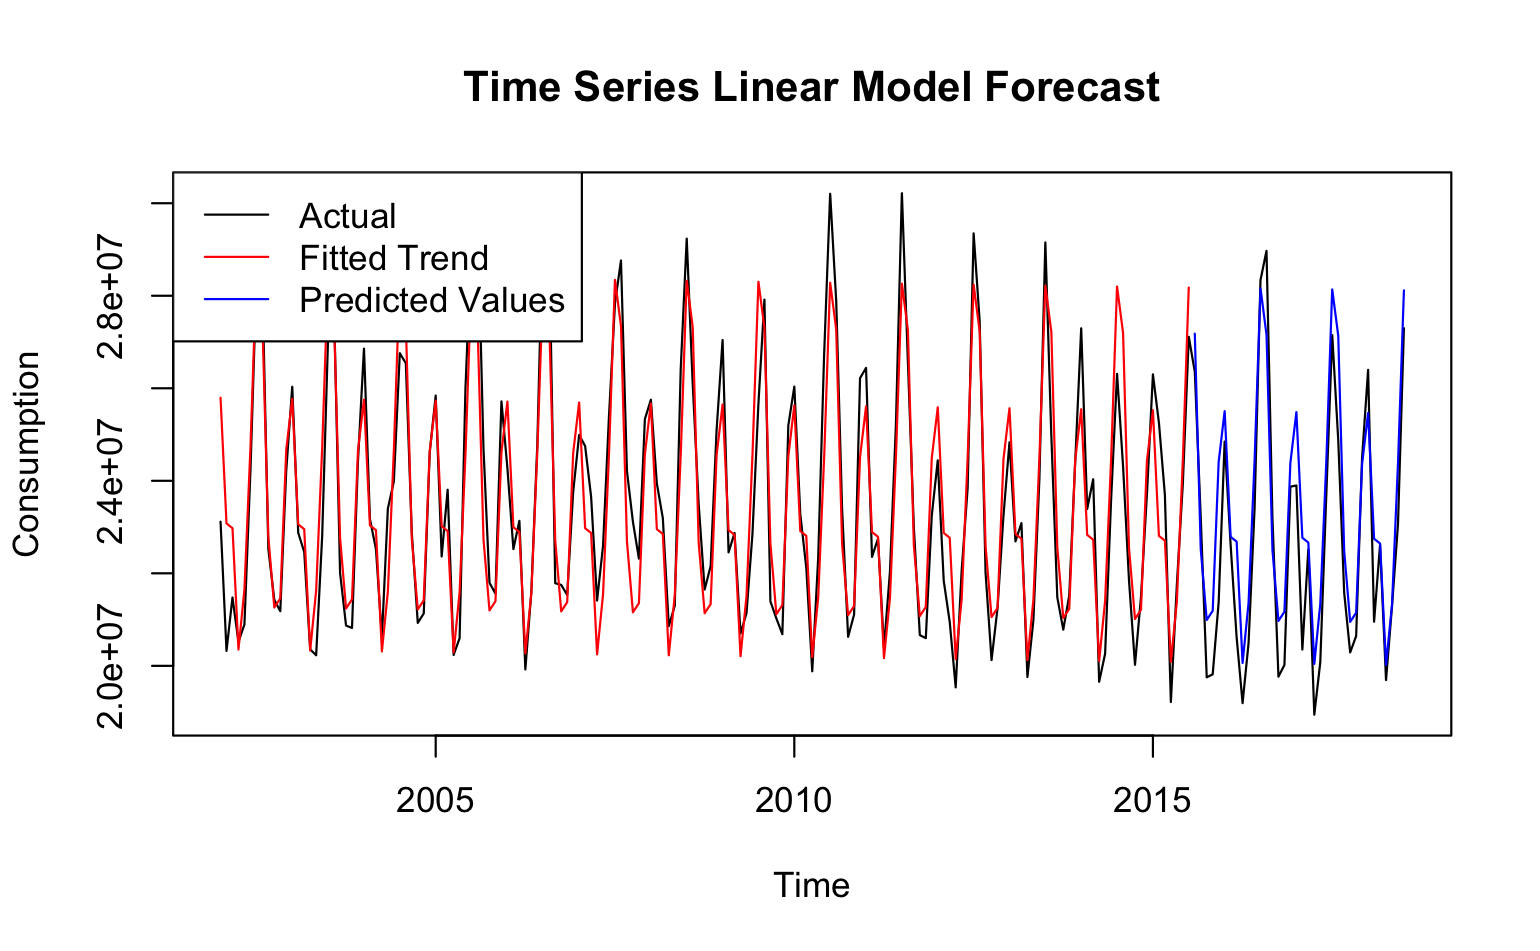 Time Series Linear Model Forecast
Actual
Fitted Trend
Predicted Values
Consumption
2.8e+07
2.4e+07
2.0e+07
2005
2010
2015
Time